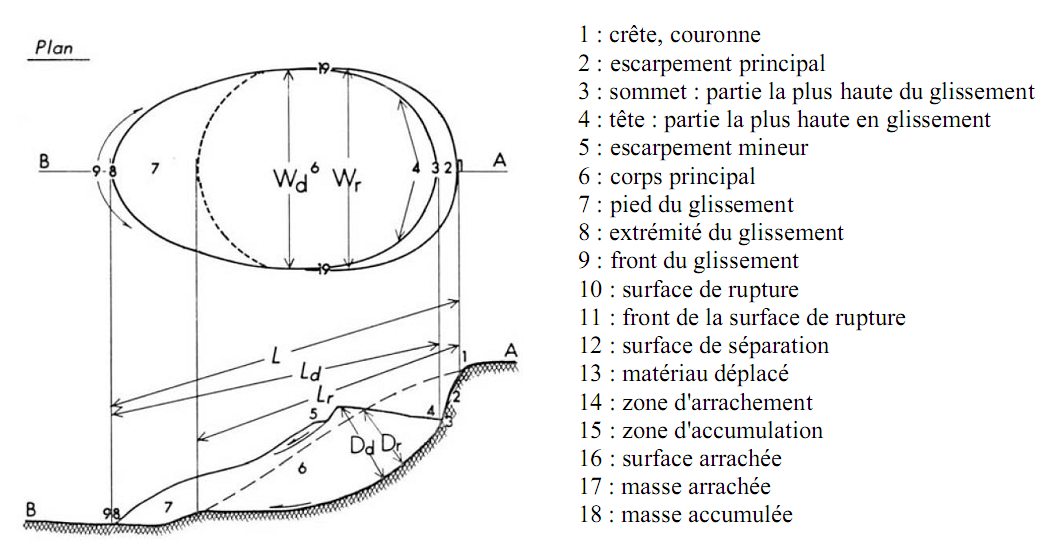 Plan
19
B
9
8
7
Wd
6
Wr
4
3
2
1
A
19
L
Ld
Lr
1
A
2
5
4
3
Dd
Dr
6
B
98
7
1 : crête, couronne
2 : escarpement principal
3 : sommet : partie la plus haute du glissement
4 : tête : partie la plus haute en glissement
5 : escarpement mineur
6 : corps principal
7 : pied du glissement
8 : extrémité du glissement
9 : front du glissement
10 : surface de rupture
11 : front de la surface de rupture
12 : surface de séparation
13 : matériau déplacé
14 : zone d'arrachement
15 : zone d'accumulation
16 : surface arrachée
17 : masse arrachée
18 : masse accumulée